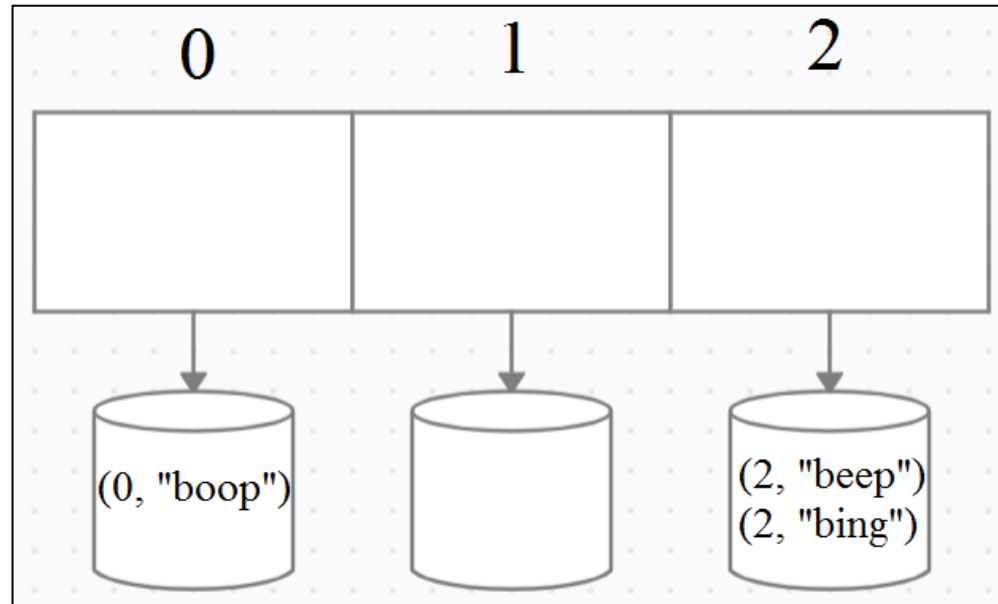 0 1 2
(0, "boop")
(2, "beep")
(2, "bing")